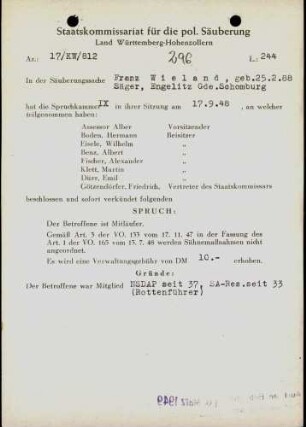 Staatskommissariat für die pol. Säuberung
Land Württemberg-Hohenzollern
Az.: 17/KW/812 296 L.: 244
In der Säuberungssache Franz Wieland, geb.25.2.88
Säger, Engelitz Gde.Schomburg
hat die Spruchkammer IX in ihrer Sitzung am 17.9.48, an welcher
teilgenommen haben:
Assessor Alber Vorsitzender
Boden, Hermann Beisitzer
Eisele, Wilhelm „
Benz, Albert „
Fischer, Alexander „
Klett, Martin „
Dürr, Emil „
Götzendörfer, Friedrich, Vertreter des Staatskommissars
beschlossen und sofort verkündet folgenden
SPRUCH:
Der Betroffene ist Mitläufer.
Gemäß Art. 3 der VO. 133 vom 17. 11. 47 in der Fassung des
Art. 1 der VO. 165 vom 13. 7. 48 werden Sühnemaßnahmen nicht
angeordnet.
Es wird eine Verwaltungsgebühr von DM 10.- erhoben.
Gründe:
Der Betroffene war Mitglied NSDAP seit 37, SA-Res.seit 33
(Rottenführer)